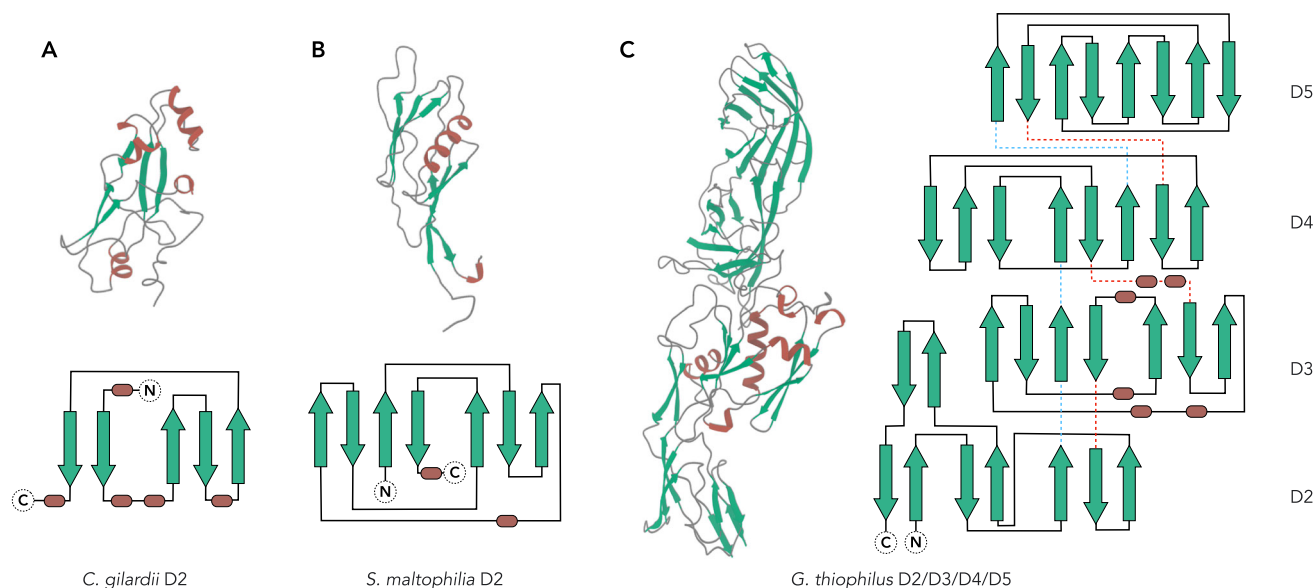 A
B
C
D5
D4
D3
D2
N
C
N
C
C
N
C. gilardii D2
S. maltophilia D2
G. thiophilus D2/D3/D4/D5